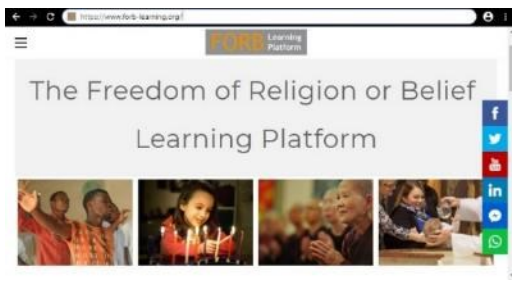 https://www.forb-learning.org/
FORB Learning
Platform
The Freedom of Religion or Belief
Learning Platform